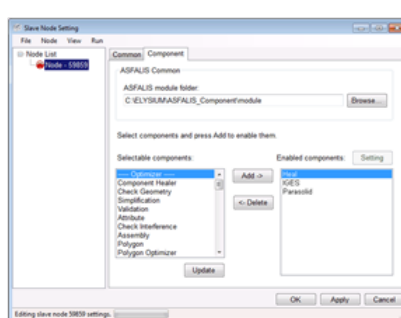 Slave Node Setting
File Node View Run
Node List
Node - 59859
Common Component
ASFALIS Common
ASFALIS module folder:
C:\ELYSIUM\ASFALIS_Component\module Browse...
Select components and press Add to enable them.
Selectable components: Enabled components: Setting
---- Optimizer ----
Component Healer
Check Geometry
Simplification
Validation
Attribute
Check Interference
Assembly
Polygon
Polygon Optimizer
Add ->
<- Delete
Heal
IGES
Parasolid
Update
OK Apply Cancel
Editing slave node 59859 settings.